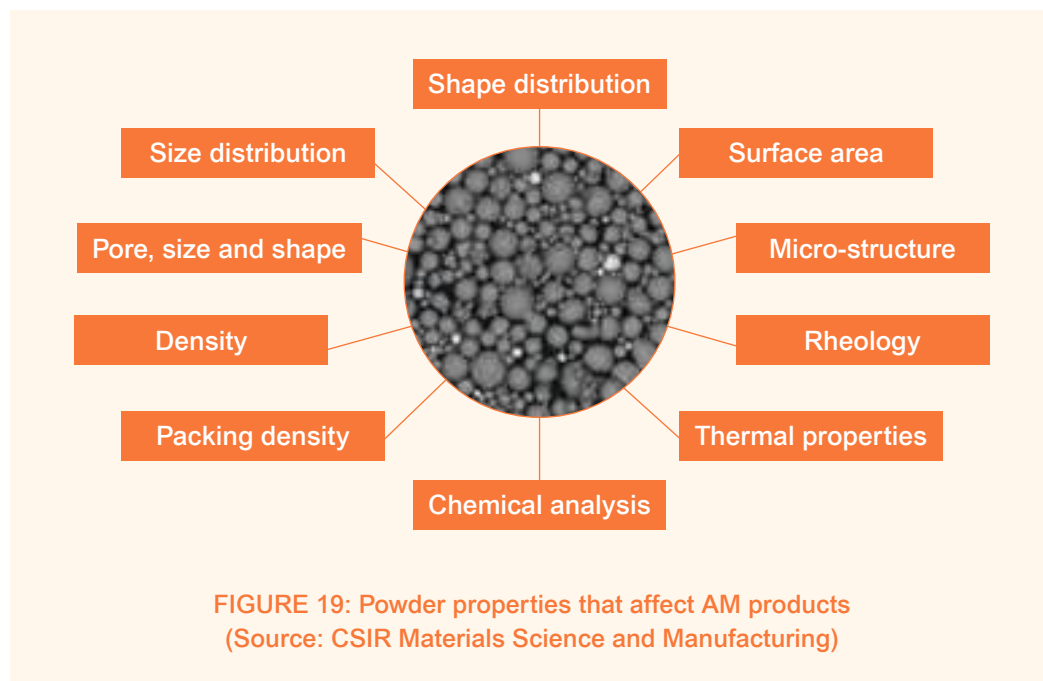 Shape distribution
Size distribution
Surface area
Pore, size and shape
Micro-structure
Density
Rheology
Packing density
Thermal properties
Chemical analysis
FIGURE 19: Powder properties that affect AM products
(Source: CSIR Materials Science and Manufacturing)